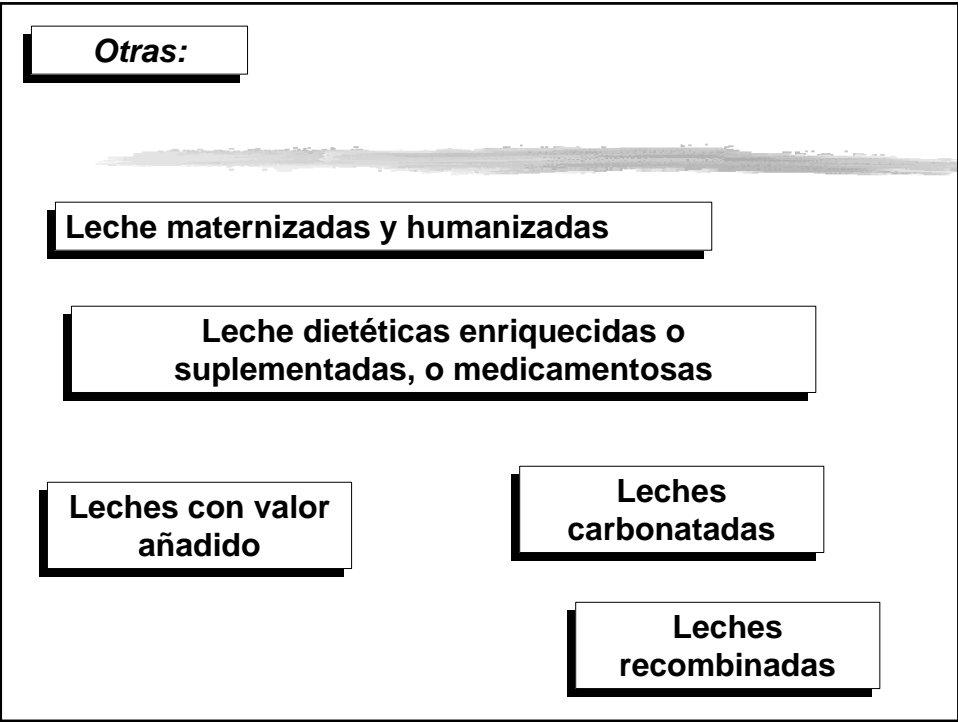 Otras:
Leche maternizadas y humanizadas
Leche dietéticas enriquecidas o
suplementadas, o medicamentosas
Leches con valor
añadido
Leches
carbonatadas
Leches
recombinadas